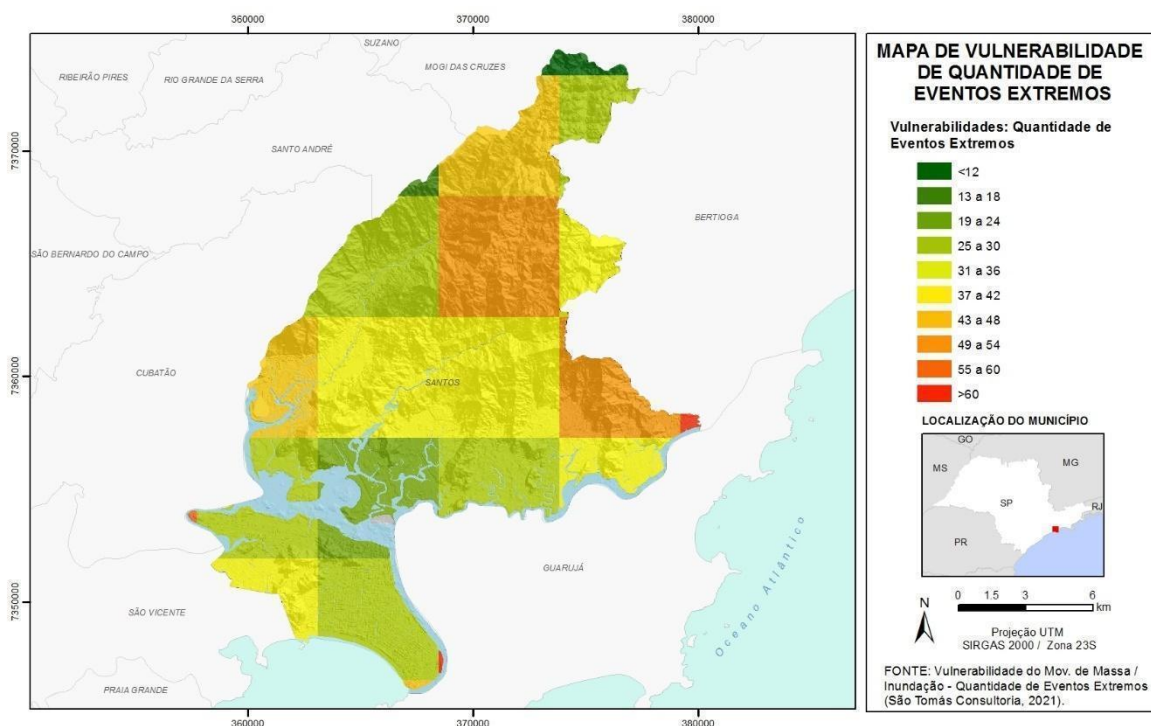 360000
370000
380000
SUZANO
MOGI DAS CRUZES
RIBEIRÃO PIRES
RIO GRANDE DA SERRA
7370000
SANTO ANDRÉ
BERTIOGA
SÃO BERNARDO DO CAMPO
7360000
CUBATÃO
SANTOS
Oceano Atlântico
GUARUJÁ
7350000
SÃO VICENTE
PRAIA GRANDE
360000
370000
380000
MAPA DE VULNERABILIDADE
DE QUANTIDADE DE
EVENTOS EXTREMOS
Vulnerabilidades: Quantidade de
Eventos Extremos
<12
13 a 18
19 a 24
25 a 30
31 a 36
37 a 42
43 a 48
49 a 54
55 a 60
>60
LOCALIZAÇÃO DO MUNICÍPIO
GO
MS
MG
SP
RJ
PR
N
0 1.5 3 6
km
Projeção UTM
SIRGAS 2000 / Zona 23S
FONTE: Vulnerabilidade do Mov. de Massa /
Inundação - Quantidade de Eventos Extremos
(São Tomás Consultoria, 2021).